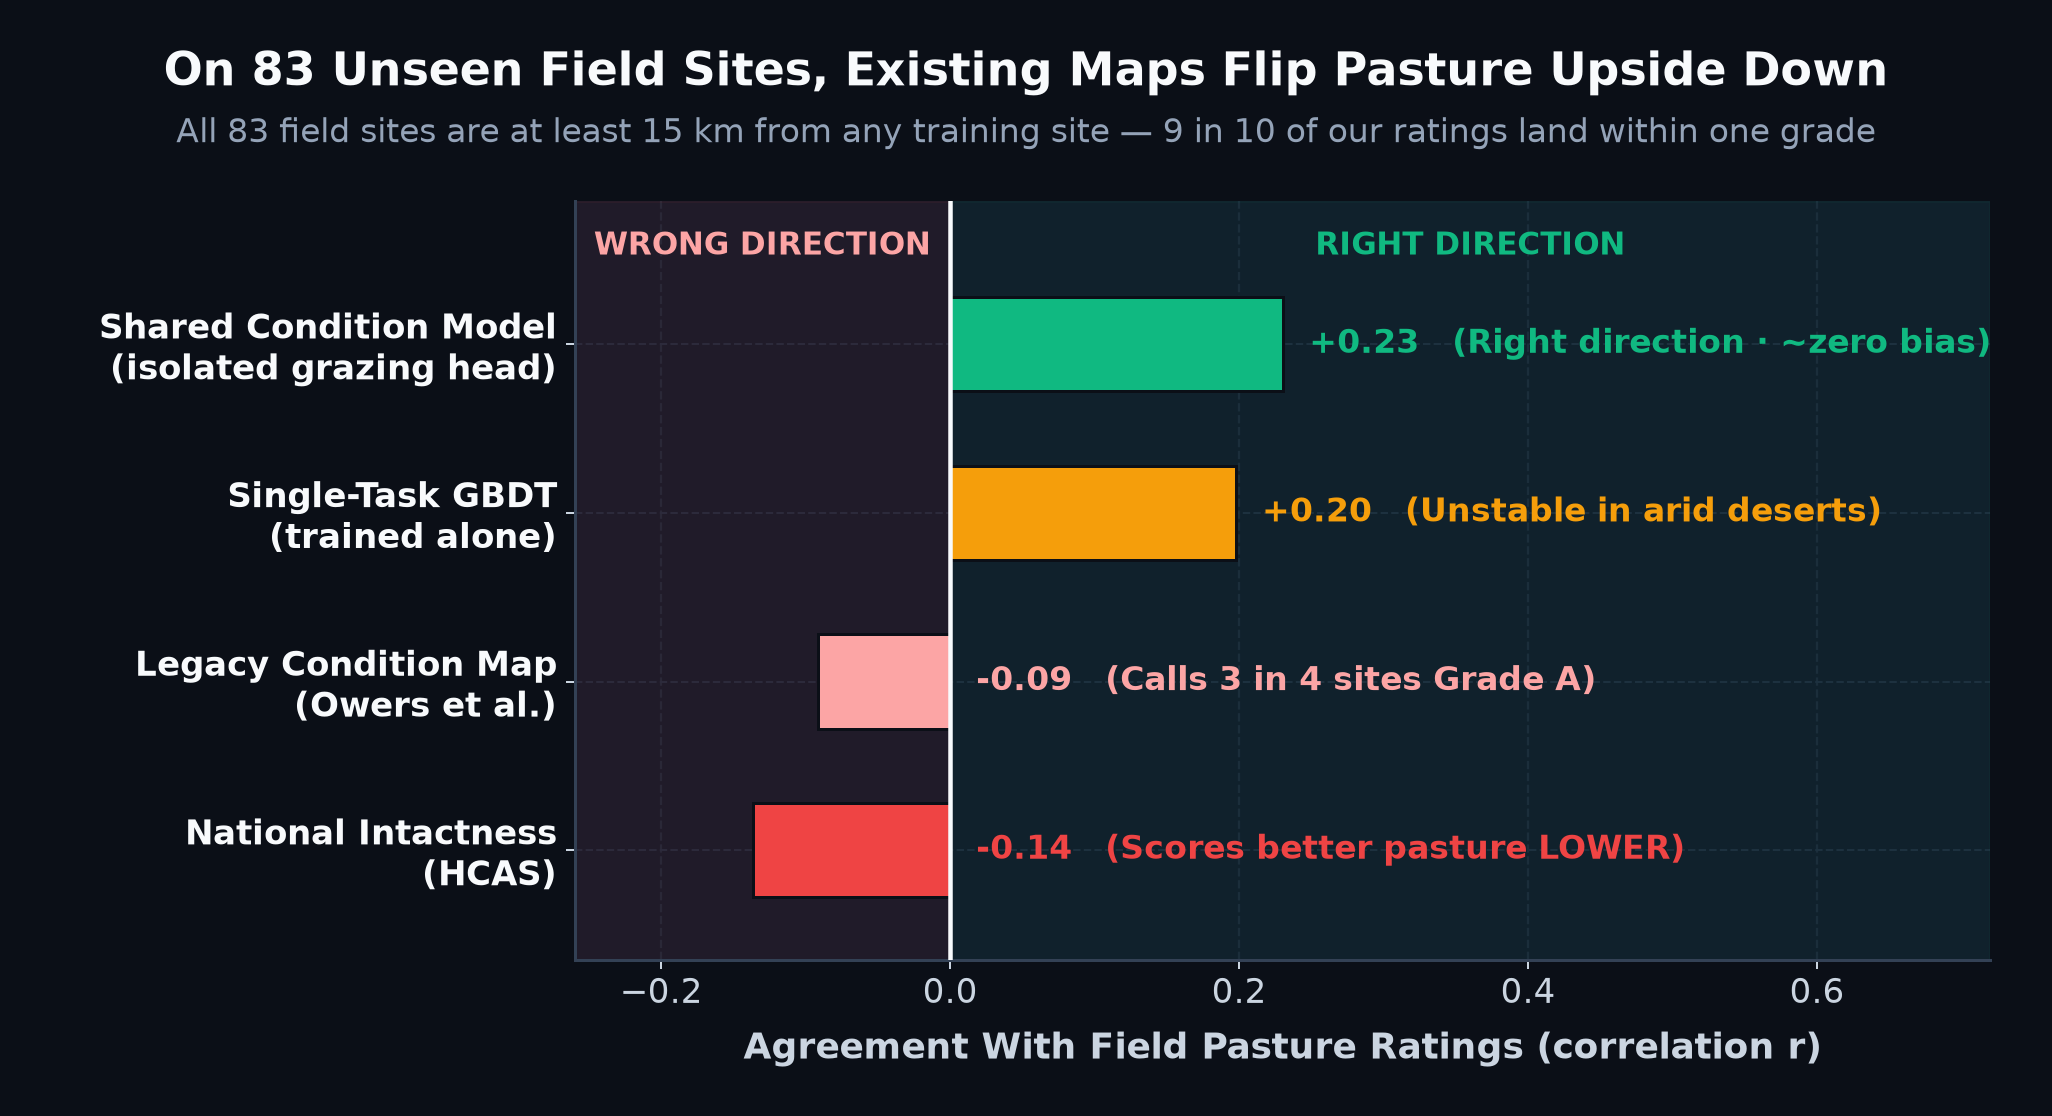 On 83 Unseen Field Sites, Existing Maps Flip Pasture Upside Down
All 83 field sites are at least 15 km from any training site — 9 in 10 of our ratings land within one grade
WRONG DIRECTION
RIGHT DIRECTION
Shared Condition Model
(isolated grazing head)
+0.23 (Right direction · ~zero bias)
Single-Task GBDT
(trained alone)
+0.20 (Unstable in arid deserts)
Legacy Condition Map
(Owers et al.)
-0.09 (Calls 3 in 4 sites Grade A)
National Intactness
(HCAS)
-0.14 (Scores better pasture LOWER)
−0.2 0.0 0.2 0.4 0.6
Agreement With Field Pasture Ratings (correlation r)